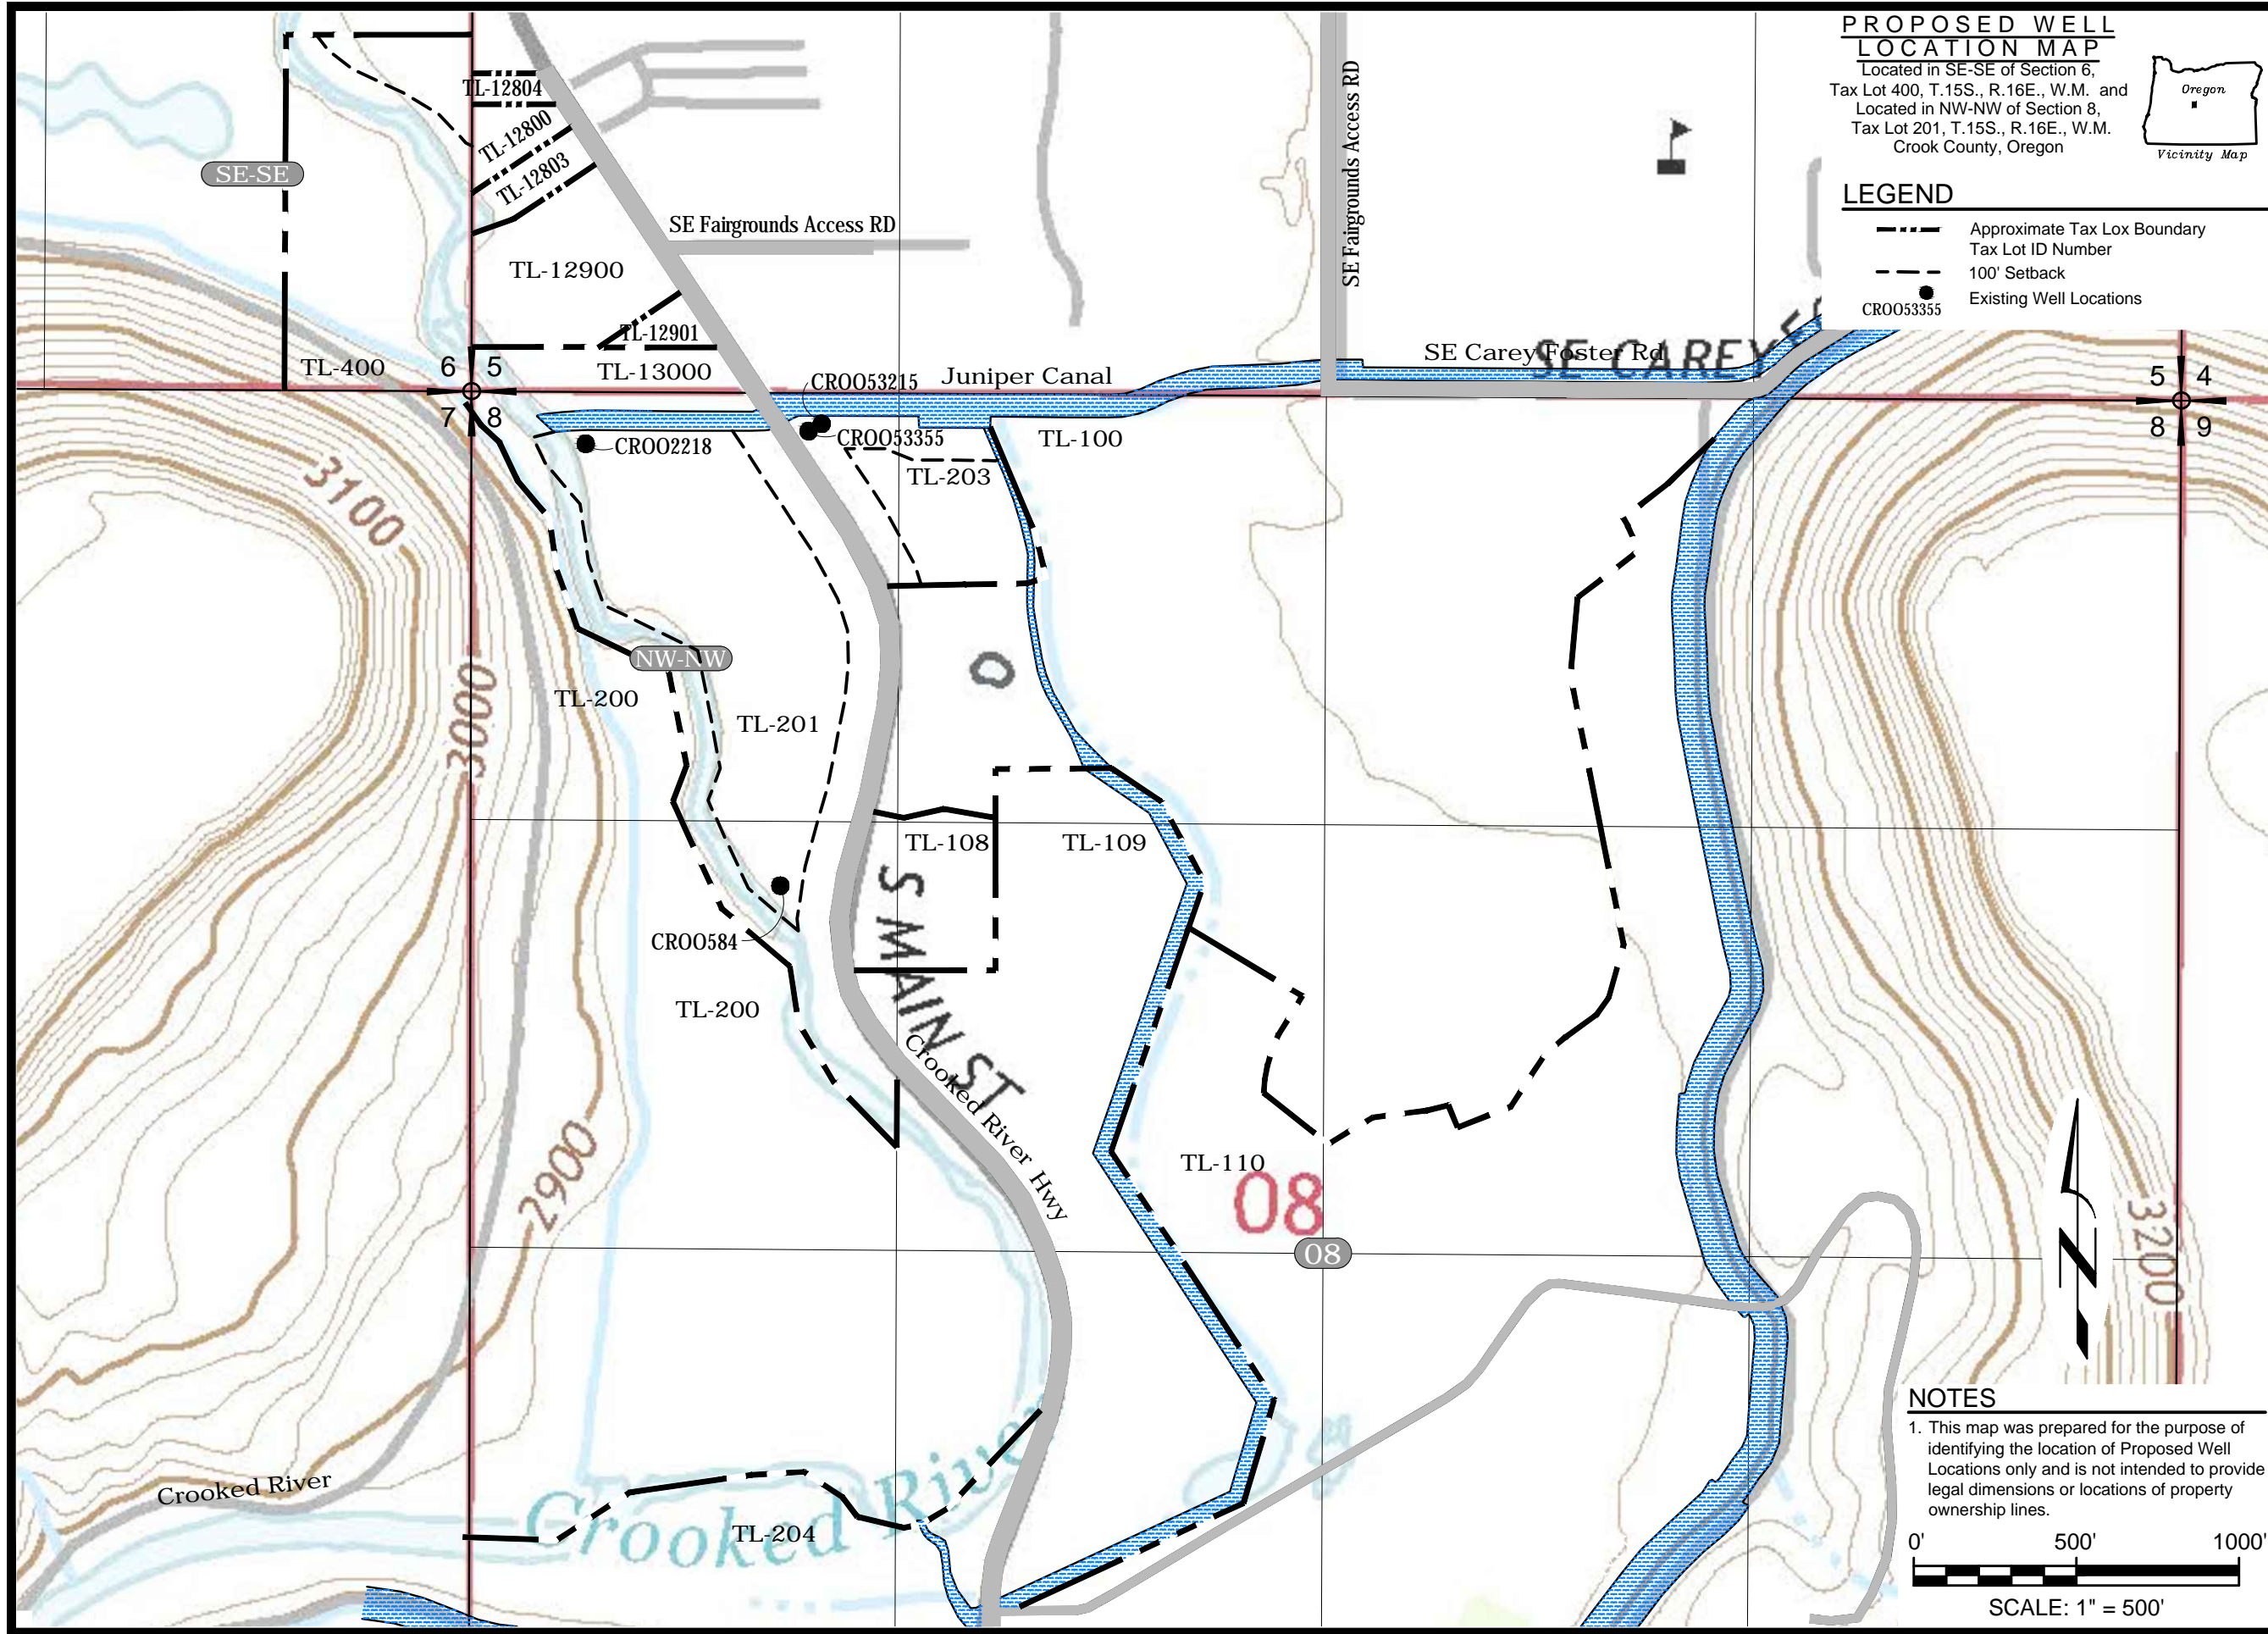 PROPOSED WELL
LOCATION MAP
Located in SE-SE of Section 6,
Tax Lot 400, T.15S., R.16E., W.M. and
Located in NW-NW of Section 8,
Tax Lot 201, T.15S., R.16E., W.M.
Crook County, Oregon
Oregon
Vicinity Map
LEGEND
Approximate Tax Lox Boundary
Tax Lot ID Number
100' Setback
Existing Well Locations
CROO53355
TL-12804
TL-12800
TL-12803
SE-SE
SE Fairgrounds Access RD
SE Fairgrounds Access RD
TL-12900
TL-12901
TL-400
6 5
7 8
TL-13000
CROO53215
Juniper Canal
SE Carey Foster Rd
SE CAREY
5 4
8 9
CROO2218
CROO53355
TL-100
TL-203
3100
3000
NW-NW
TL-200
TL-201
O
TL-108
TL-109
S MAIN ST
CROO584
TL-200
Crooked River Hwy
2900
TL-110
08
08
3200
N
Crooked River
Crooked River
TL-204
NOTES
1. This map was prepared for the purpose of
identifying the location of Proposed Well
Locations only and is not intended to provide
legal dimensions or locations of property
ownership lines.
0' 500' 1000'
SCALE: 1" = 500'